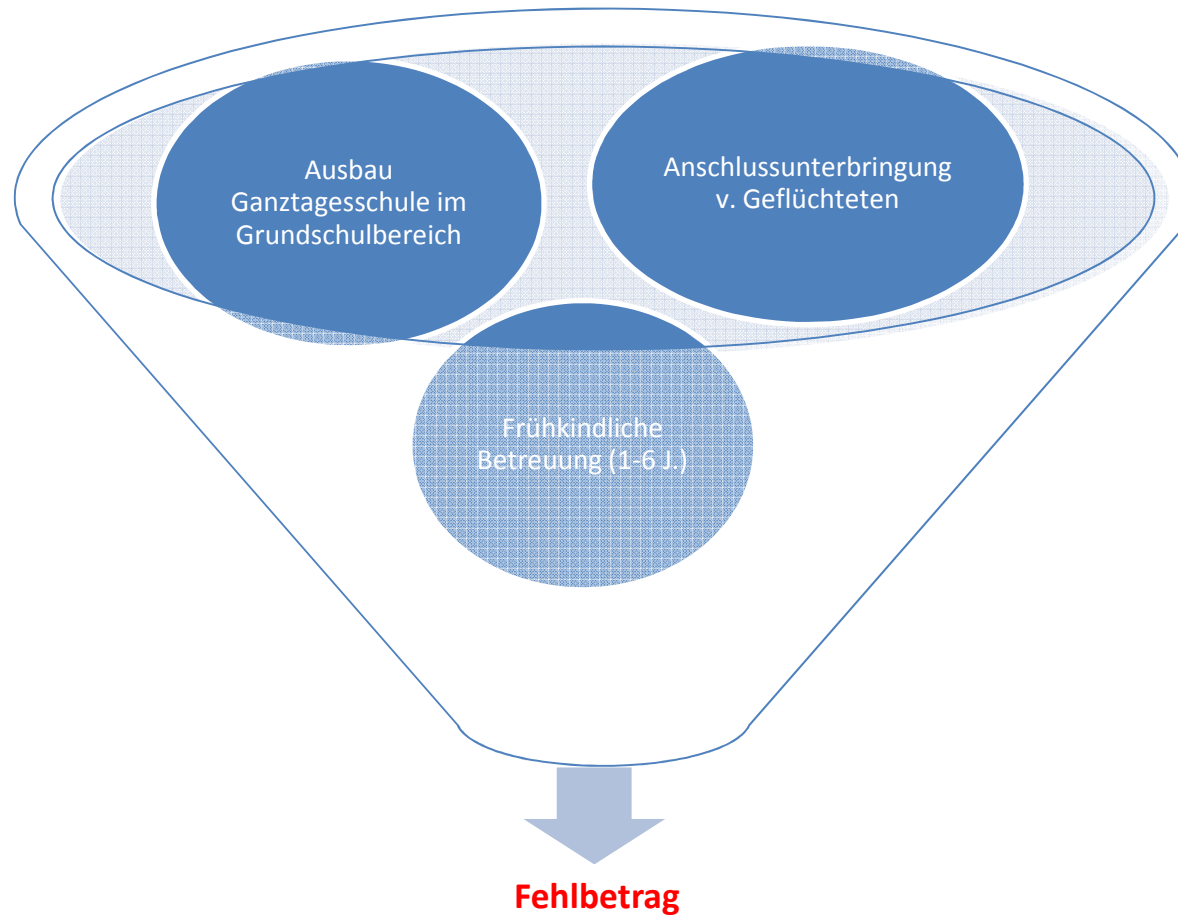 Ausbau
Ganztagesschule im
Grundschulbereich
Anschlussunterbringung
v. Geflüchteten
Frühkindliche
Betreuung (1-6 J.)
Fehlbetrag